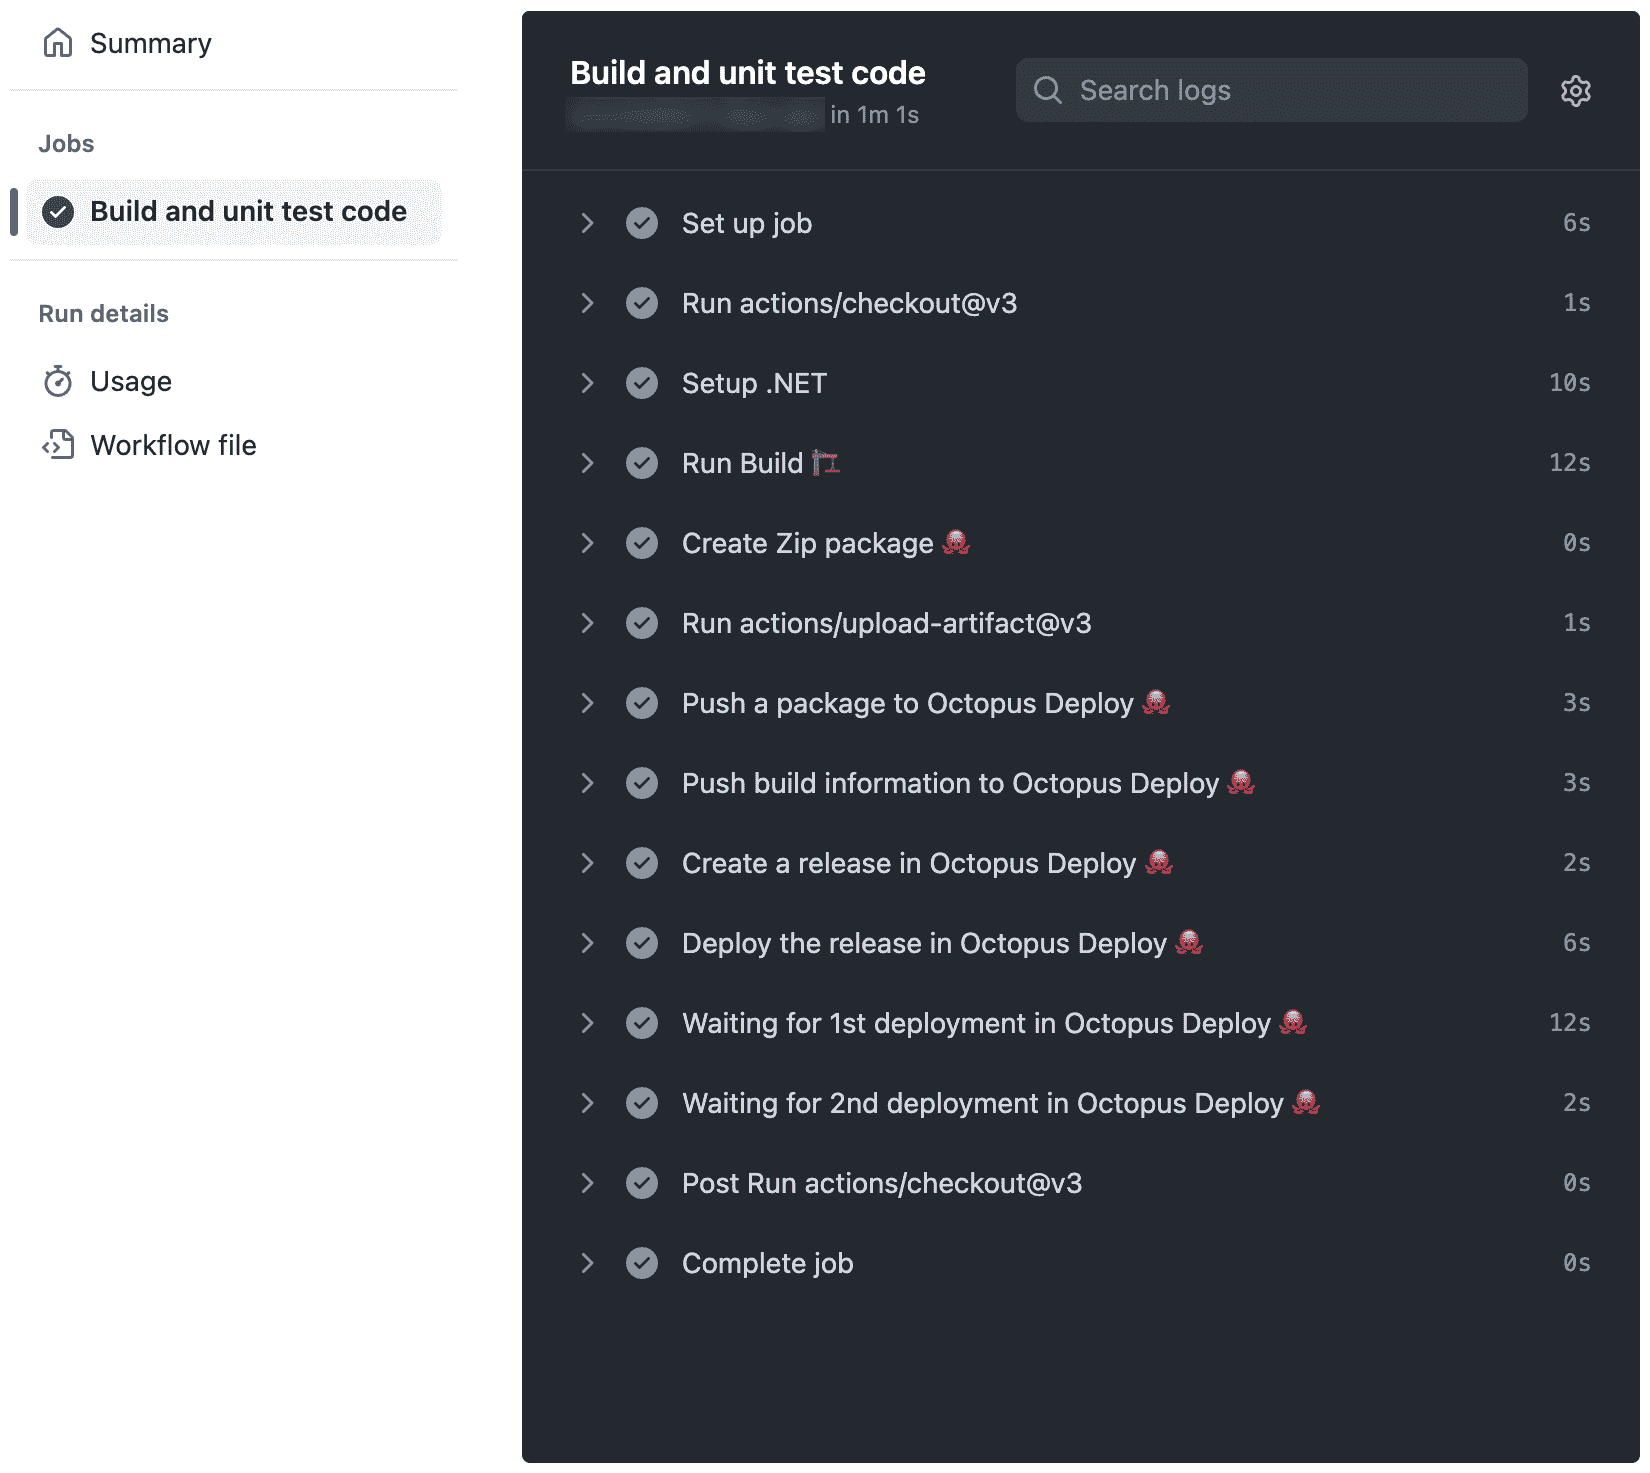 Summary
Jobs
Build and unit test code
Run details
Usage
Workflow file
Build and unit test code
in 1m 1s
Search logs
Set up job 6s
Run actions/checkout@v3 1s
Setup .NET 10s
Run Build 🏗 12s
Create Zip package 🐙 0s
Run actions/upload-artifact@v3 1s
Push a package to Octopus Deploy 🐙 3s
Push build information to Octopus Deploy 🐙 3s
Create a release in Octopus Deploy 🐙 2s
Deploy the release in Octopus Deploy 🐙 6s
Waiting for 1st deployment in Octopus Deploy 🐙 12s
Waiting for 2nd deployment in Octopus Deploy 🐙 2s
Post Run actions/checkout@v3 0s
Complete job 0s